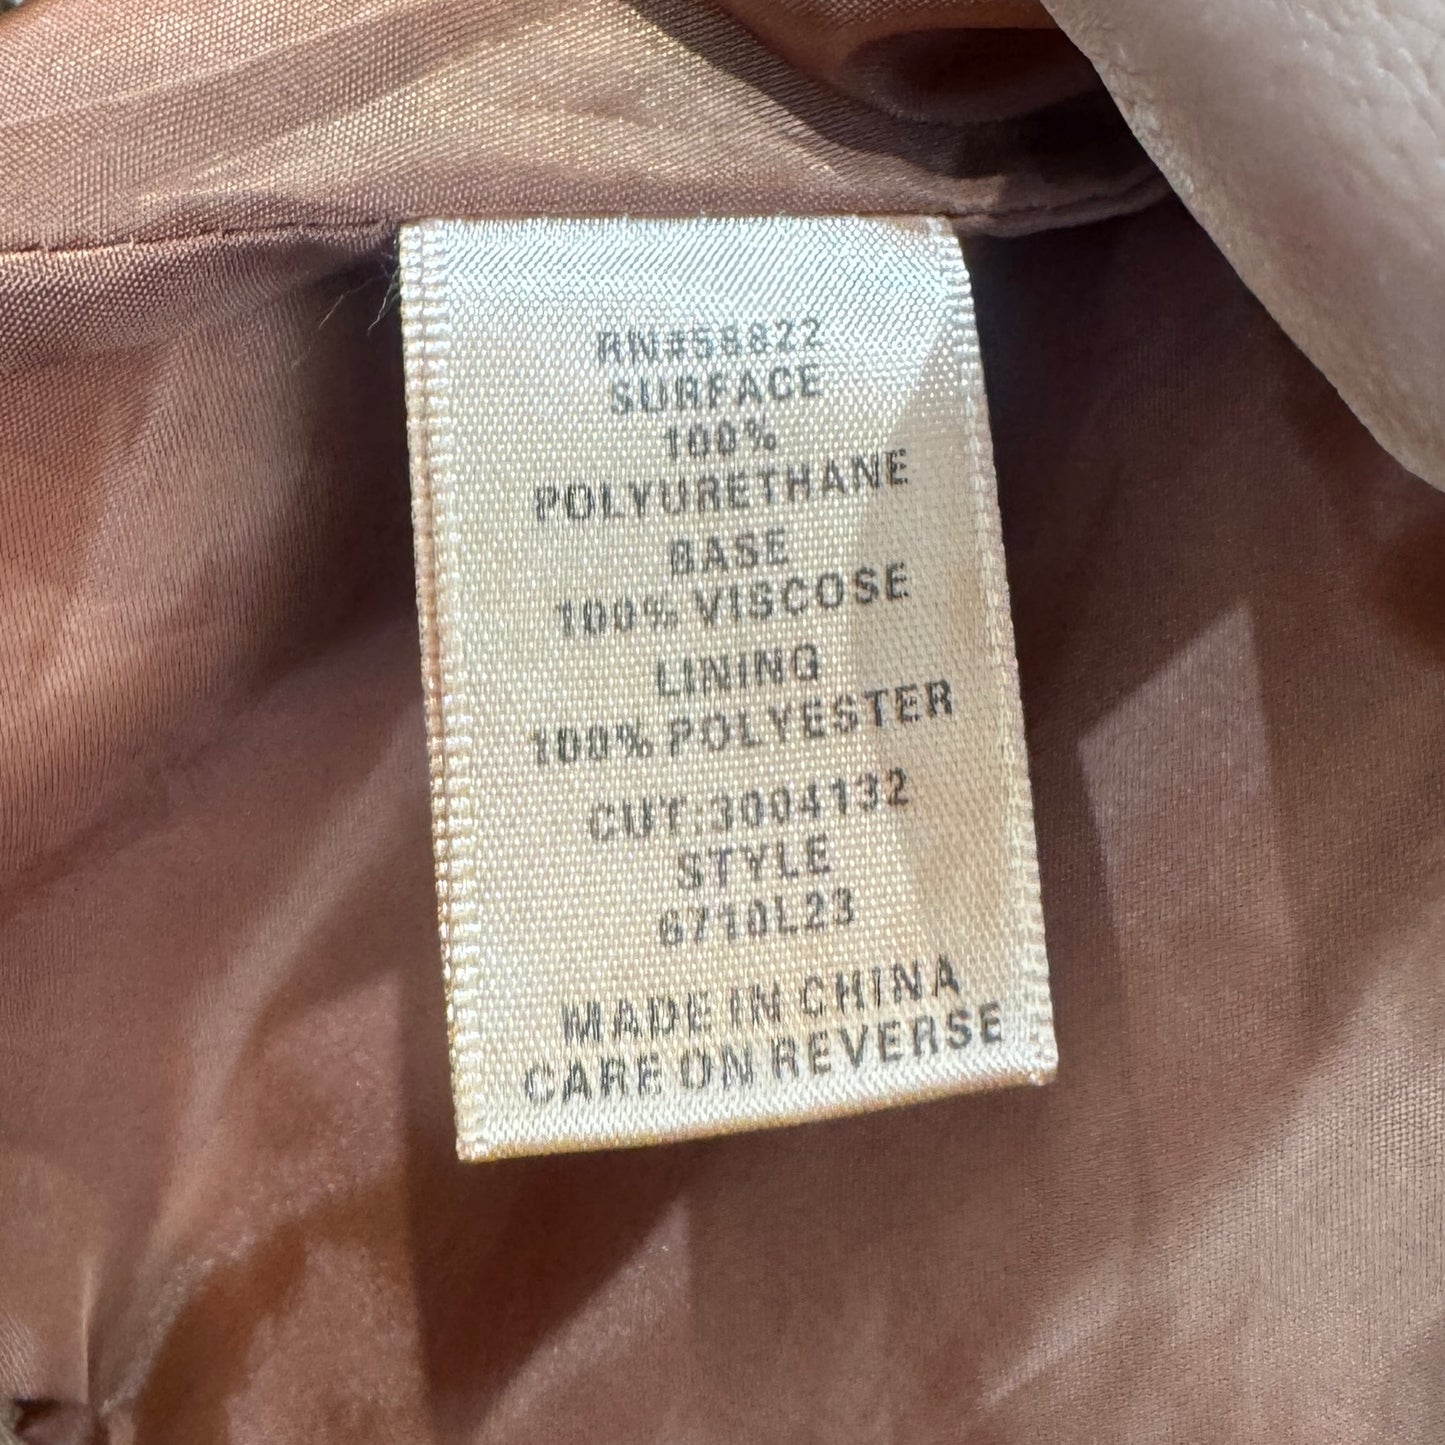 RN#58822
SURFACE
100%
POLYURETHANE
BASE
100% VISCOSE
LINING
100% POLYESTER
CUT:3004132
STYLE
6710L23
MADE IN CHINA
CARE ON REVERSE